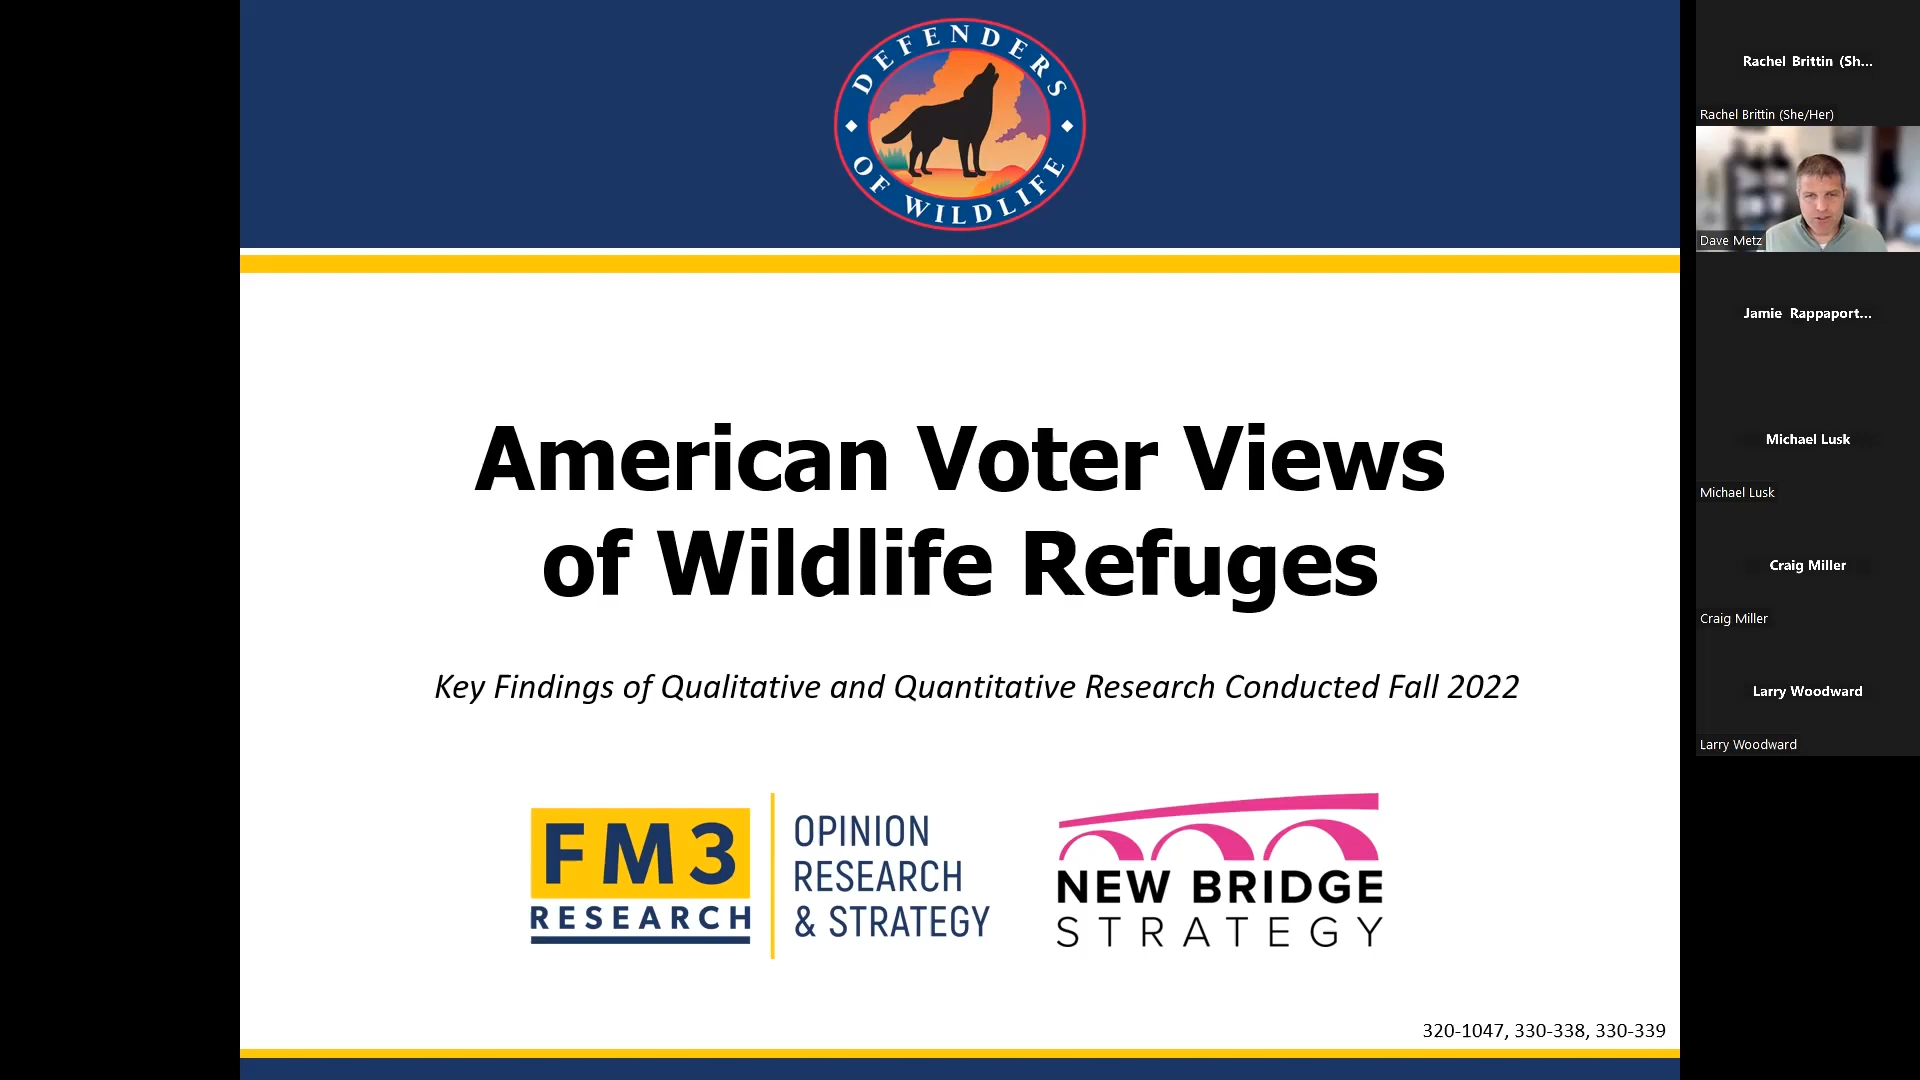 DEFENDERS
OF WILDLIFE
American Voter Views
of Wildlife Refuges
Key Findings of Qualitative and Quantitative Research Conducted Fall 2022
FM3
RESEARCH
OPINION
RESEARCH
& STRATEGY
NEW BRIDGE
STRATEGY
320-1047, 330-338, 330-339
Rachel Brittin (Sh...
Rachel Brittin (She/Her)
Dave Metz
Jamie Rappaport...
Michael Lusk
Michael Lusk
Craig Miller
Craig Miller
Larry Woodward
Larry Woodward